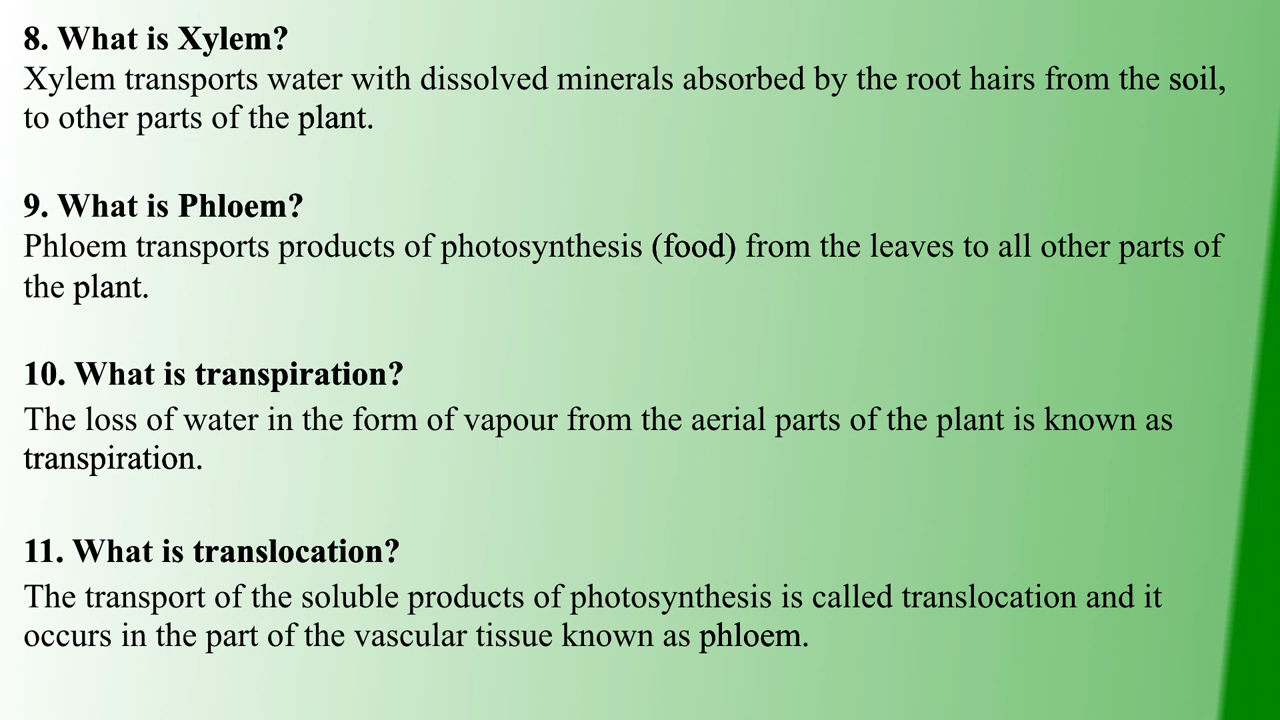 8. What is Xylem?
Xylem transports water with dissolved minerals absorbed by the root hairs from the soil,
to other parts of the plant.
9. What is Phloem?
Phloem transports products of photosynthesis (food) from the leaves to all other parts of
the plant.
10. What is transpiration?
The loss of water in the form of vapour from the aerial parts of the plant is known as
transpiration.
11. What is translocation?
The transport of the soluble products of photosynthesis is called translocation and it
occurs in the part of the vascular tissue known as phloem.